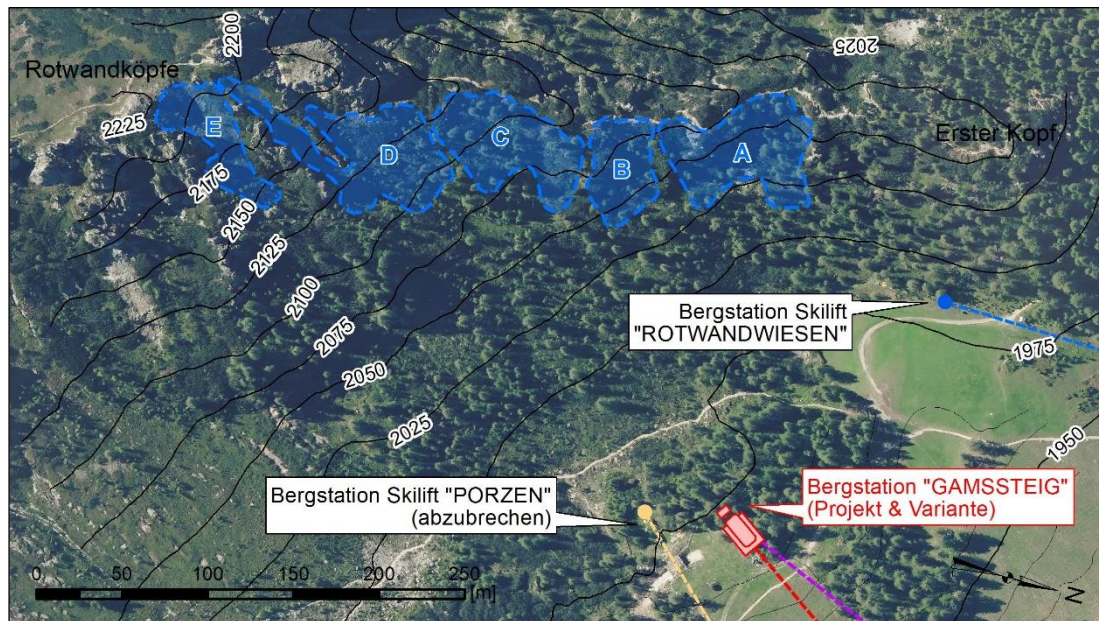 2200
2025
Rotwandköpfe
2225
E
D
C
B
A
Erster Kopf
2175
2150
2125
2100
2075
2050
2025
Bergstation Skilift
"ROTWANDWIESEN"
1975
1950
Bergstation Skilift "PORZEN"
(abzubrechen)
Bergstation "GAMSSTEIG"
(Projekt & Variante)
0 50 100 150 200 250
[m]
N